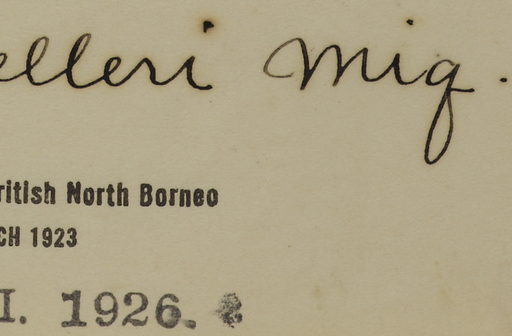 elleri Miq.
ritish North Borneo
CH 1923
I. 1926.